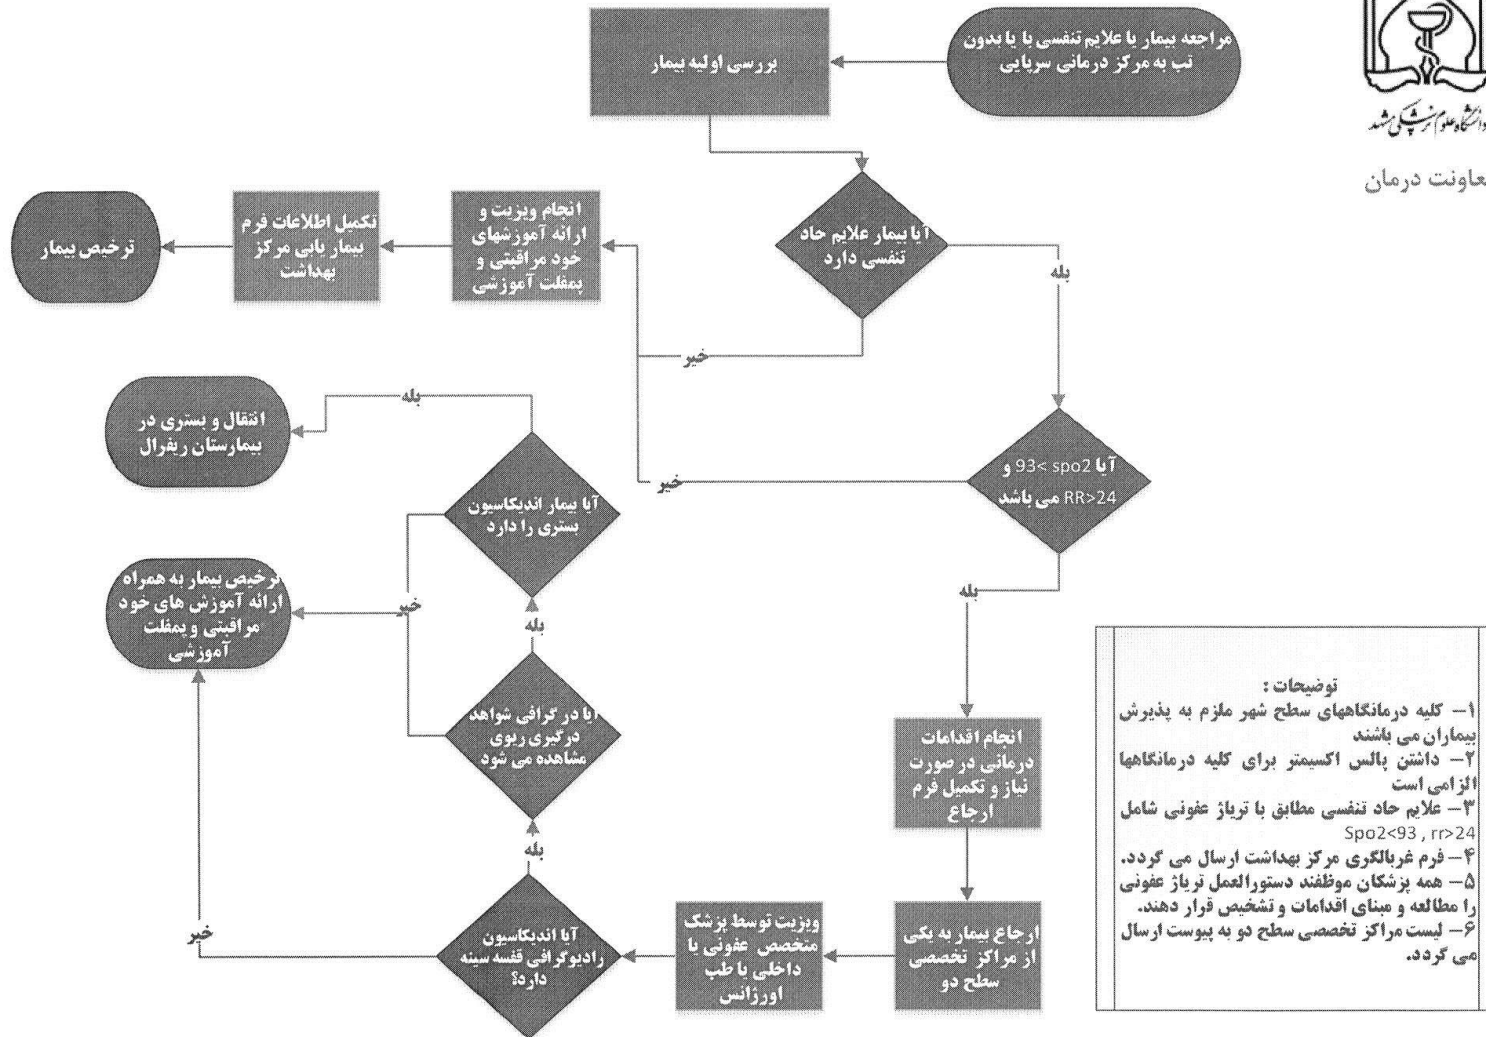 مراجعه بیمار با علایم تنفسی با یا بدون
تب به مرکز درمانی سرپایی
بررسی اولیه بیمار
دانشگاه علوم پزشکی مشهد
معاونت درمان
آیا بیمار علایم حاد
تنفسی دارد
بله
خیر
انجام ویزیت و
ارائه آموزشهای
خود مراقبتی و
پمفلت آموزشی
تکمیل اطلاعات فرم
بیمار یابی مرکز
بهداشت
ترخیص بیمار
آیا spo2 <93 و
RR>24 می باشد
خیر
بله
انجام اقدامات
درمانی در صورت
نیاز و تکمیل فرم
ارجاع
ارجاع بیمار به یکی
از مراکز تخصصی
سطح دو
ویزیت توسط پزشک
متخصص عفونی یا
داخلی یا طب
اورژانس
آیا اندیکاسیون
رادیوگرافی قفسه سینه
دارد؟
خیر
بله
آیا در گرافی شواهد
درگیری ریوی
مشاهده می شود
بله
خیر
آیا بیمار اندیکاسیون
بستری را دارد
بله
انتقال و بستری در
بیمارستان ریفرال
ترخیص بیمار به همراه
ارائه آموزش های خود
مراقبتی و پمفلت
آموزشی
توضیحات :
۱– کلیه درمانگاههای سطح شهر ملزم به پذیرش
بیماران می باشند
۲– داشتن پالس اکسیمتر برای کلیه درمانگاهها
الزامی است
۳– علایم حاد تنفسی مطابق با تریاژ عفونی شامل
Spo2<93 , rr>24
۴– فرم غربالگری مرکز بهداشت ارسال می گردد.
۵– همه پزشکان موظفند دستورالعمل تریاژ عفونی
را مطالعه و مبنای اقدامات و تشخیص قرار دهند.
۶– لیست مراکز تخصصی سطح دو به پیوست ارسال
می گردد.